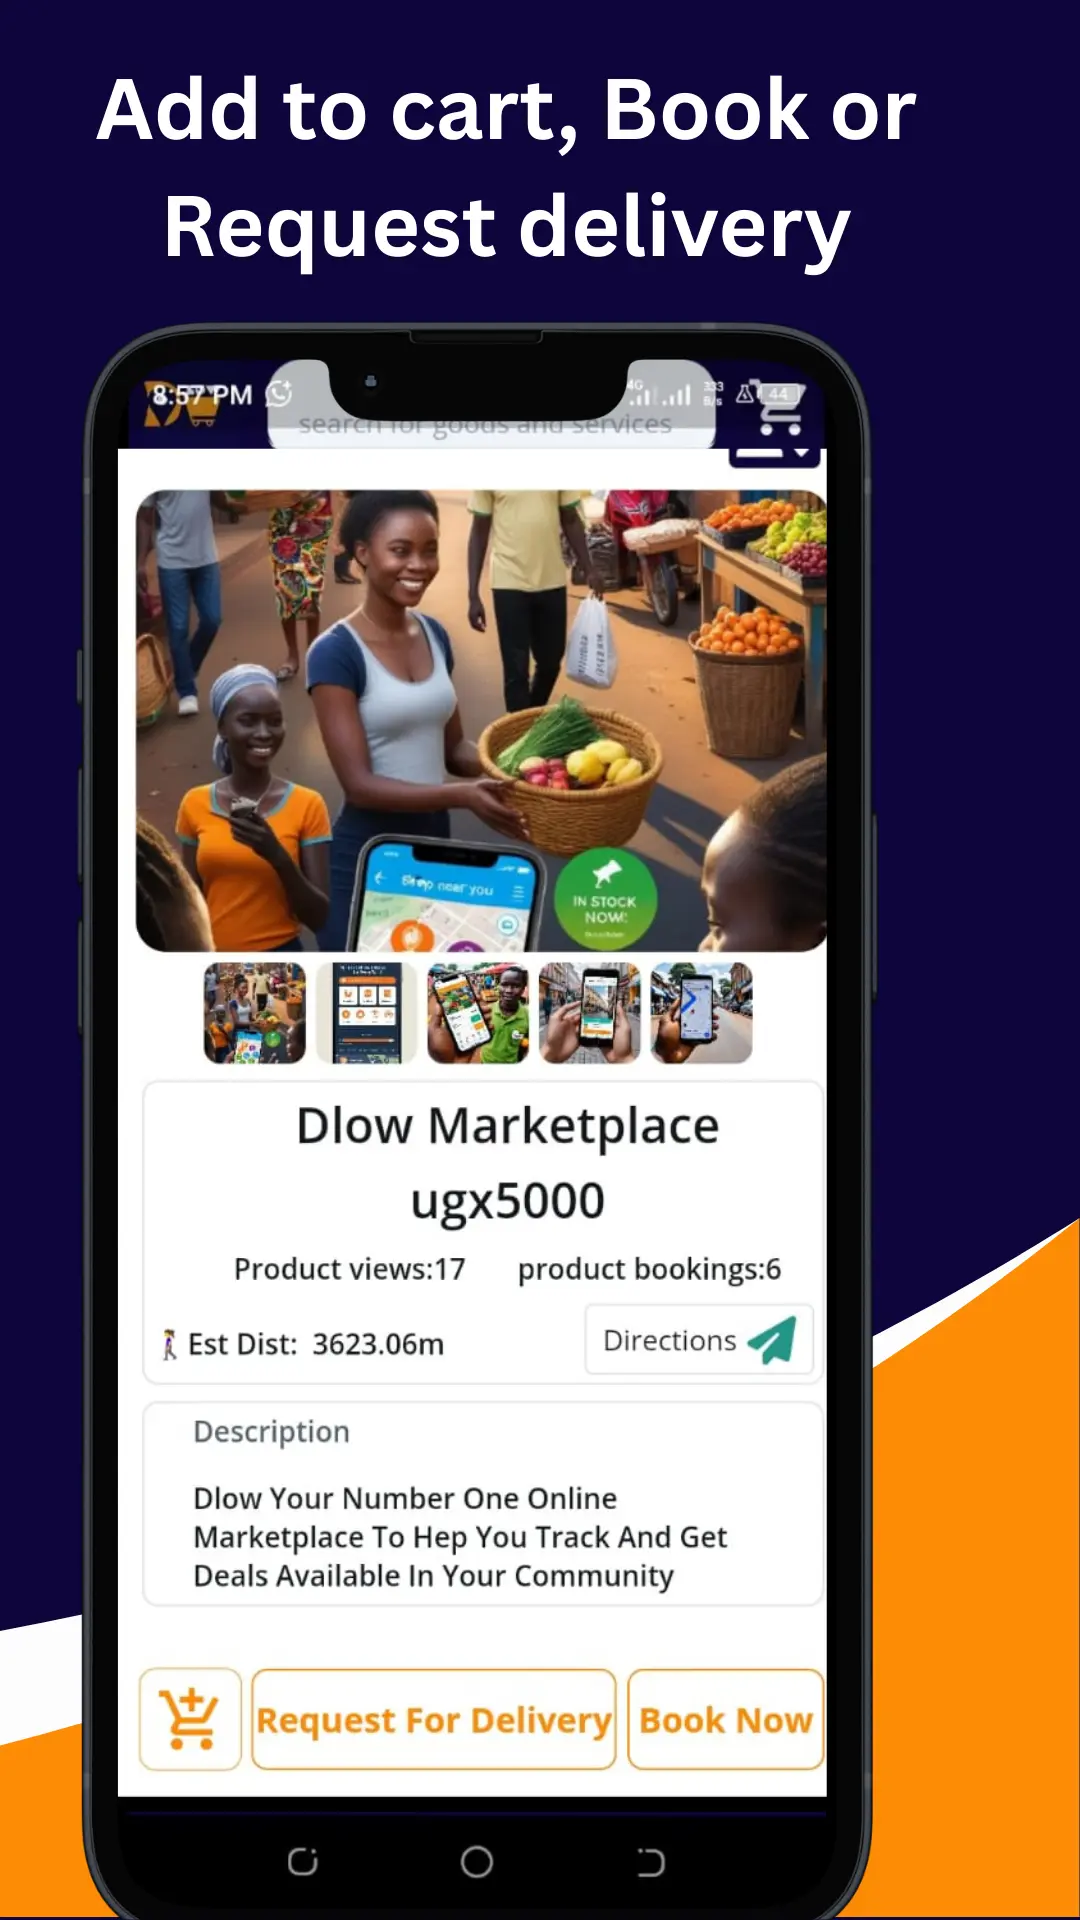 Add to cart, Book or
Request delivery
8:57 PM
4G
333
B/s
44
search for goods and services
Shop near you
IN STOCK
NOW!
Dlow Marketplace
ugx5000
Product views:17 product bookings:6
Est Dist: 3623.06m
Directions
Description
Dlow Your Number One Online
Marketplace To Hep You Track And Get
Deals Available In Your Community
Request For Delivery
Book Now